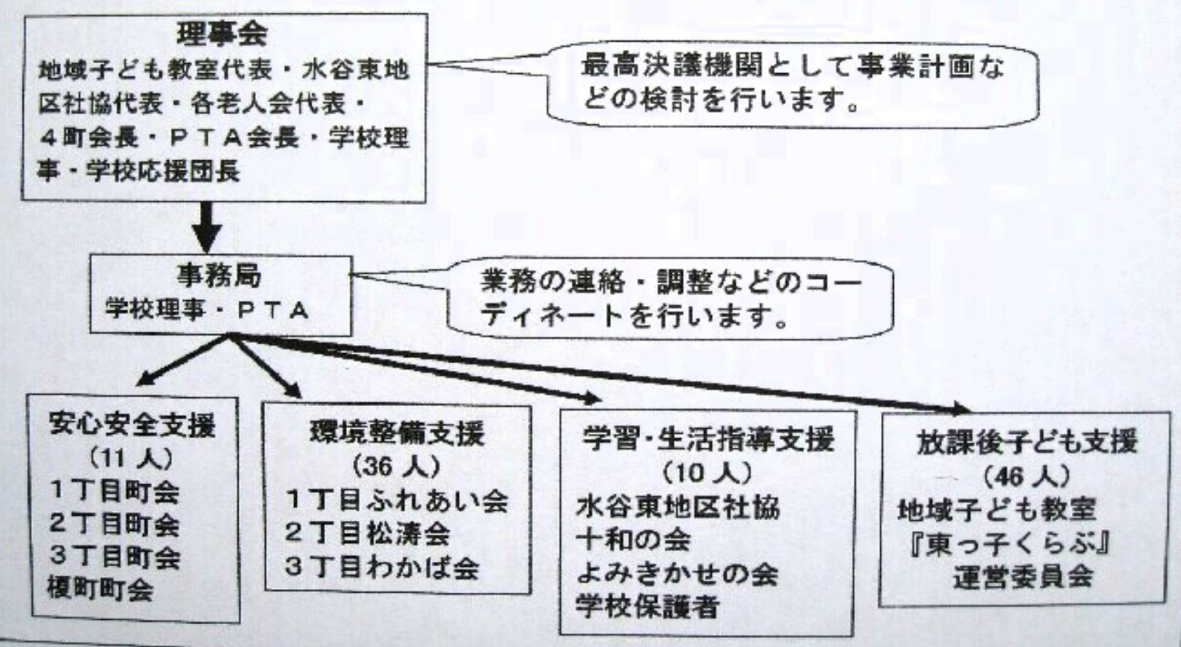 理事会
地域子ども教室代表・水谷東地
区社協代表・各老人会代表・
4町会長・PTA会長・学校理
事・学校応援団長
最高決議機関として事業計画な
どの検討を行います。
事務局
学校理事・PTA
業務の連絡・調整などのコー
ディネートを行います。
安心安全支援
(11人)
1丁目町会
2丁目町会
3丁目町会
榎町町会
環境整備支援
(36人)
1丁目ふれあい会
2丁目松涛会
3丁目わかば会
学習・生活指導支援
(10人)
水谷東地区社協
十和の会
よみきかせの会
学校保護者
放課後子ども支援
(46人)
地域子ども教室
『東っ子くらぶ』
運営委員会